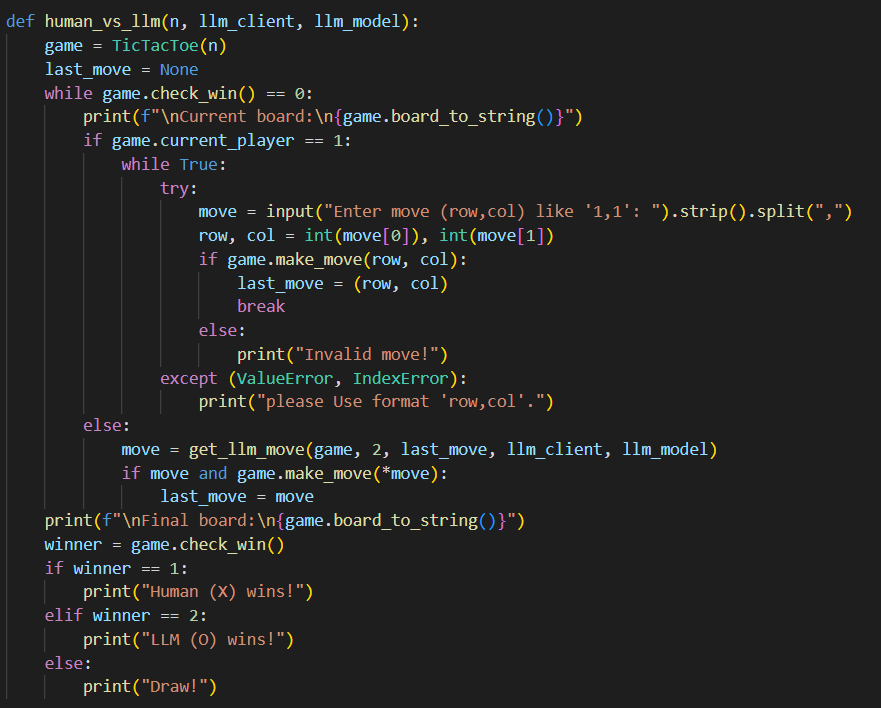 def human_vs_llm(n, llm_client, llm_model):
    game = TicTacToe(n)
    last_move = None
    while game.check_win() == 0:
        print(f"\nCurrent board:\n{game.board_to_string()}")
        if game.current_player == 1:
            while True:
                try:
                    move = input("Enter move (row,col) like '1,1': ").strip().split(",")
                    row, col = int(move[0]), int(move[1])
                    if game.make_move(row, col):
                        last_move = (row, col)
                        break
                    else:
                        print("Invalid move!")
                except (ValueError, IndexError):
                    print("please Use format 'row,col'.")
        else:
            move = get_llm_move(game, 2, last_move, llm_client, llm_model)
            if move and game.make_move(*move):
                last_move = move
    print(f"\nFinal board:\n{game.board_to_string()}")
    winner = game.check_win()
    if winner == 1:
        print("Human (X) wins!")
    elif winner == 2:
        print("LLM (O) wins!")
    else:
        print("Draw!")